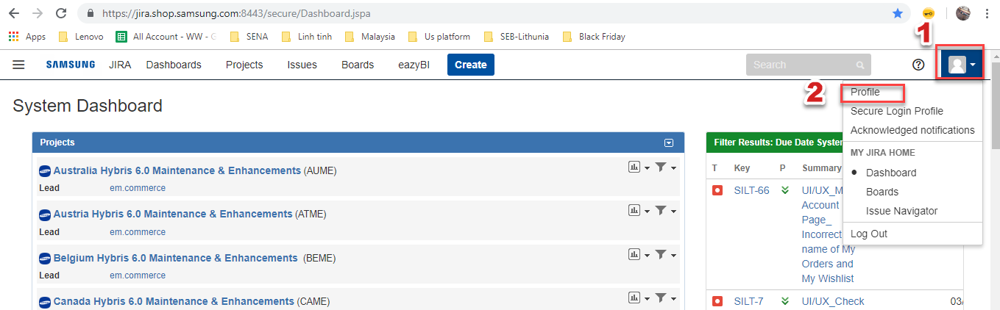 https://jira.shop.samsung.com:8443/secure/Dashboard.jspa
Apps Lenovo All Account - WW - G SENA Linh tinh Malaysia Us platform SEB-Lithunia Black Friday
1
SAMSUNG JIRA Dashboards Projects Issues Boards eazyBI Create Search
2
Profile
Secure Login Profile
Acknowledged notifications
MY JIRA HOME
Dashboard
Boards
Issue Navigator
Log Out
System Dashboard
Projects
Australia Hybris 6.0 Maintenance & Enhancements (AUME)
Lead em.commerce
Austria Hybris 6.0 Maintenance & Enhancements (ATME)
Lead em.commerce
Belgium Hybris 6.0 Maintenance & Enhancements (BEME)
Lead em.commerce
Canada Hybris 6.0 Maintenance & Enhancements (CAME)
Filter Results: Due Date System
T Key P Summary
SILT-66 UI/UX_M
Account
Page_
Incorrect
name of My
Orders and
My Wishlist
SILT-7 UI/UX_Check 03/